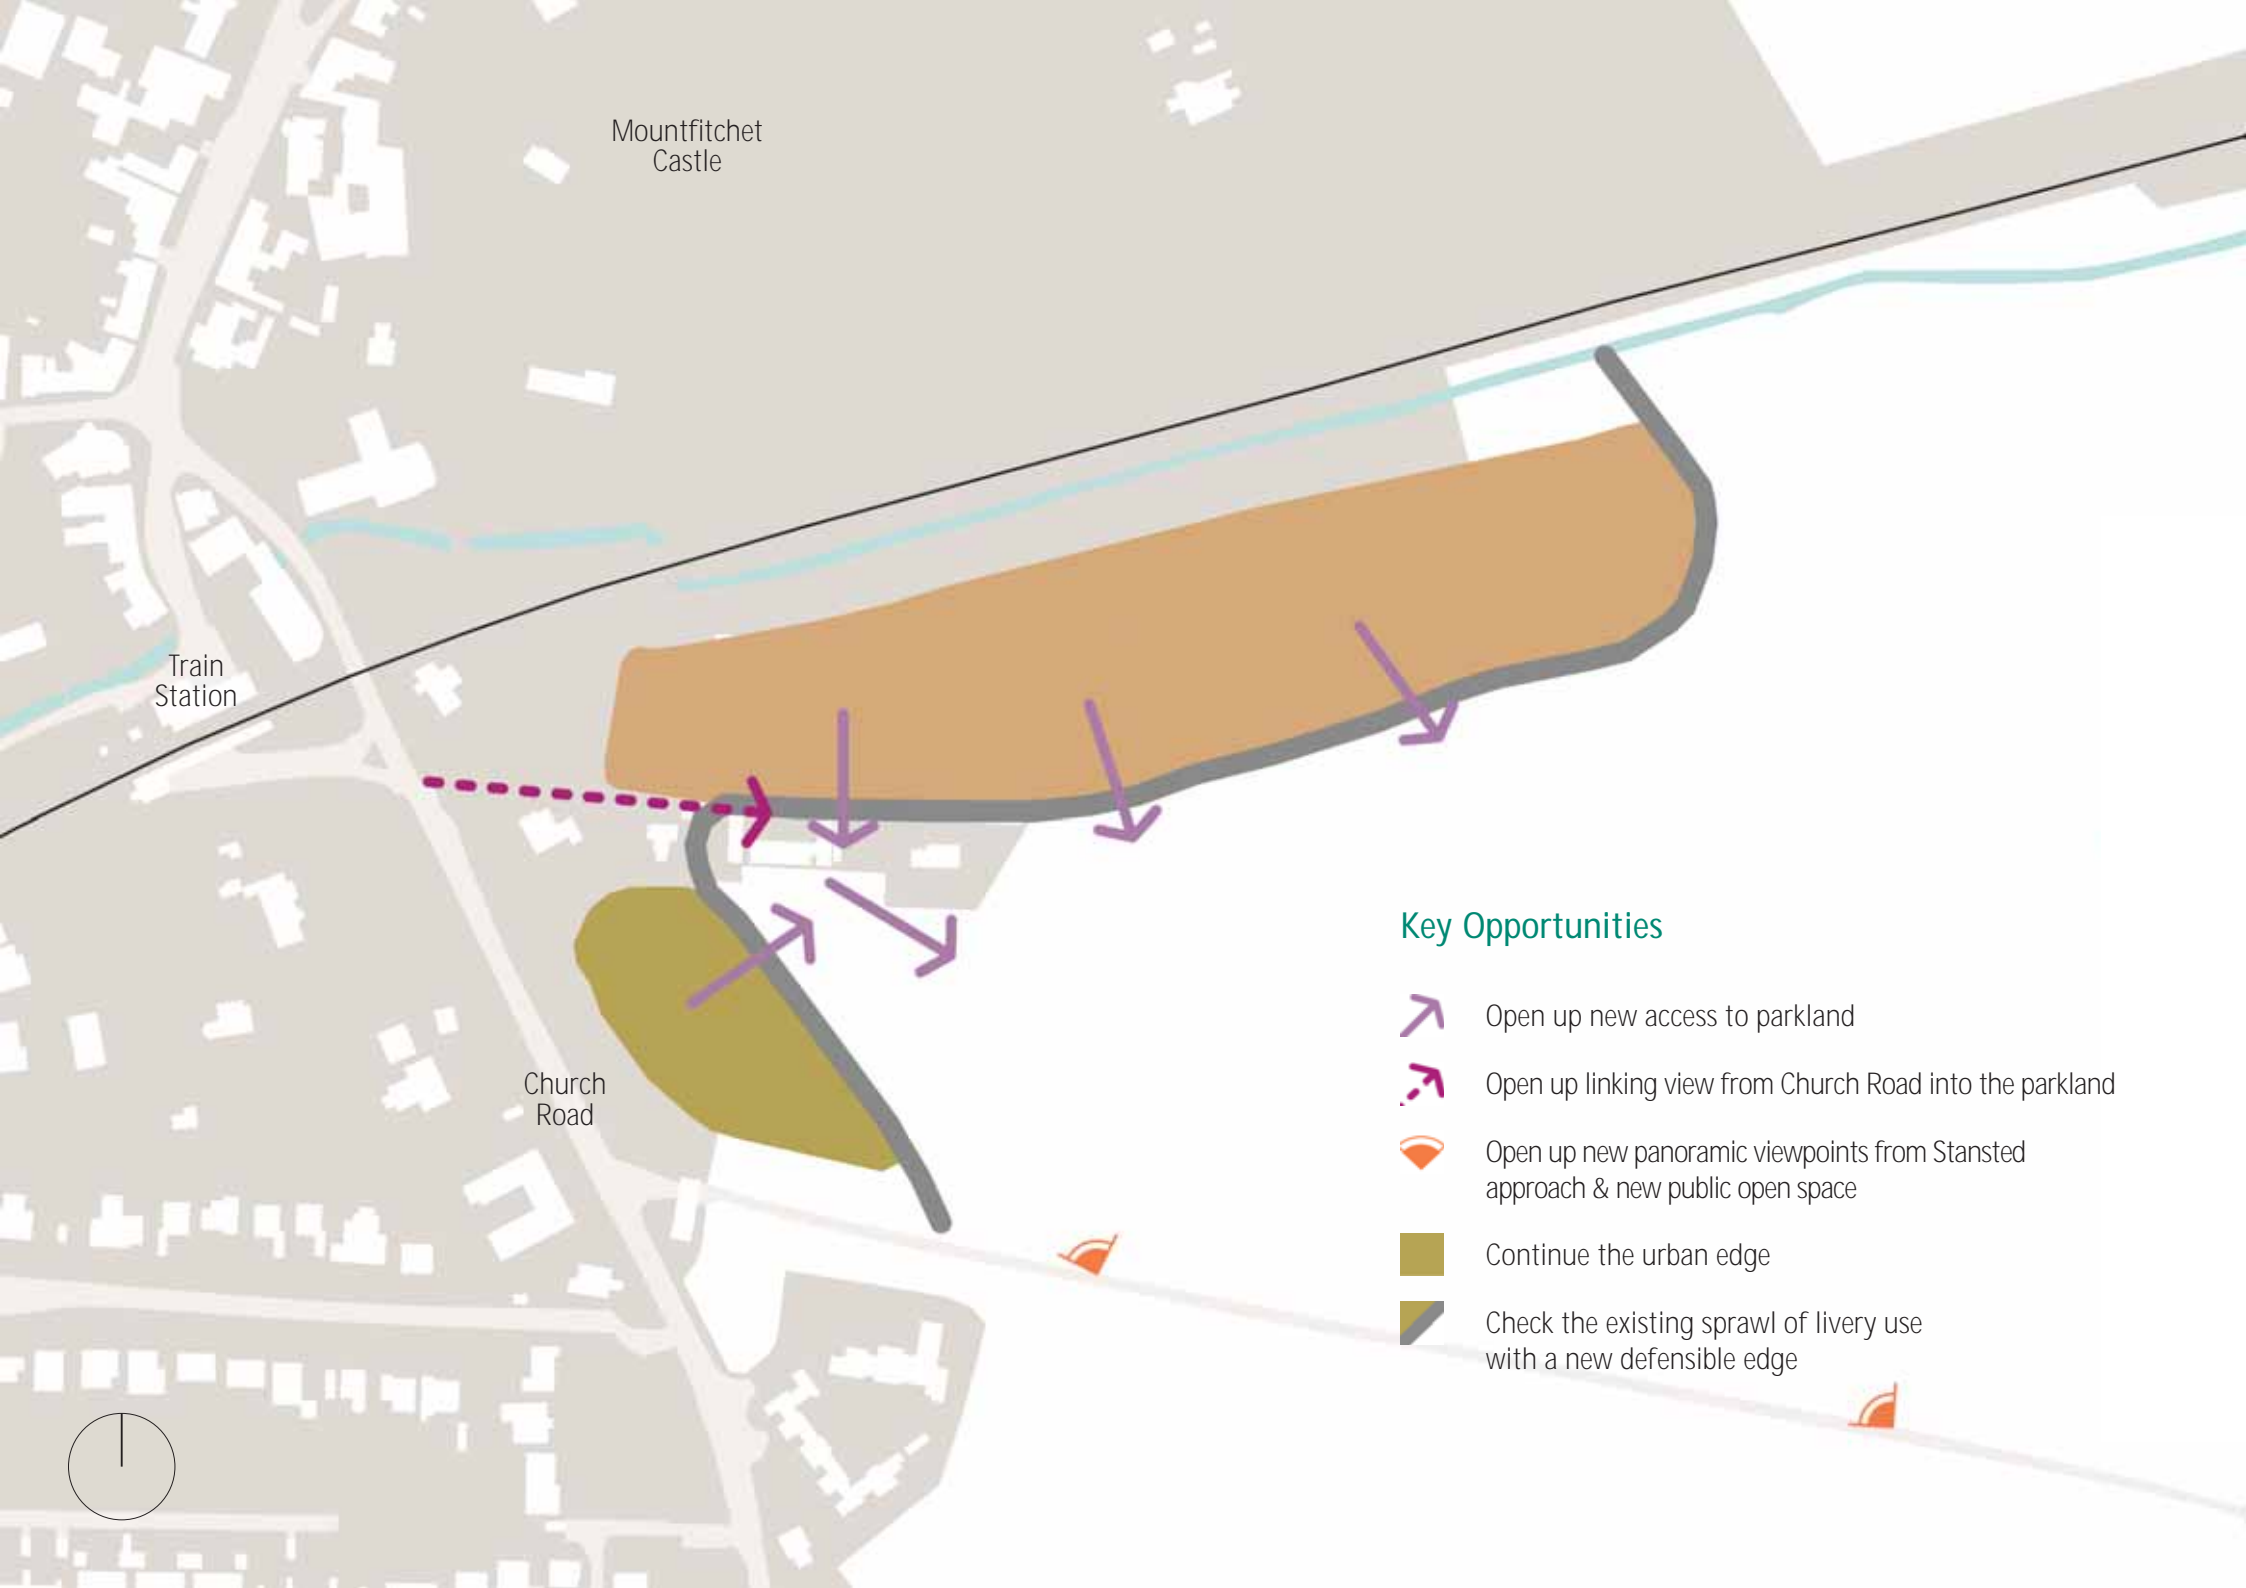 Mountfitchet
Castle
Train
Station
Church
Road
Key Opportunities
Open up new access to parkland
Open up linking view from Church Road into the parkland
Open up new panoramic viewpoints from Stansted
approach & new public open space
Continue the urban edge
Check the existing sprawl of livery use
with a new defensible edge